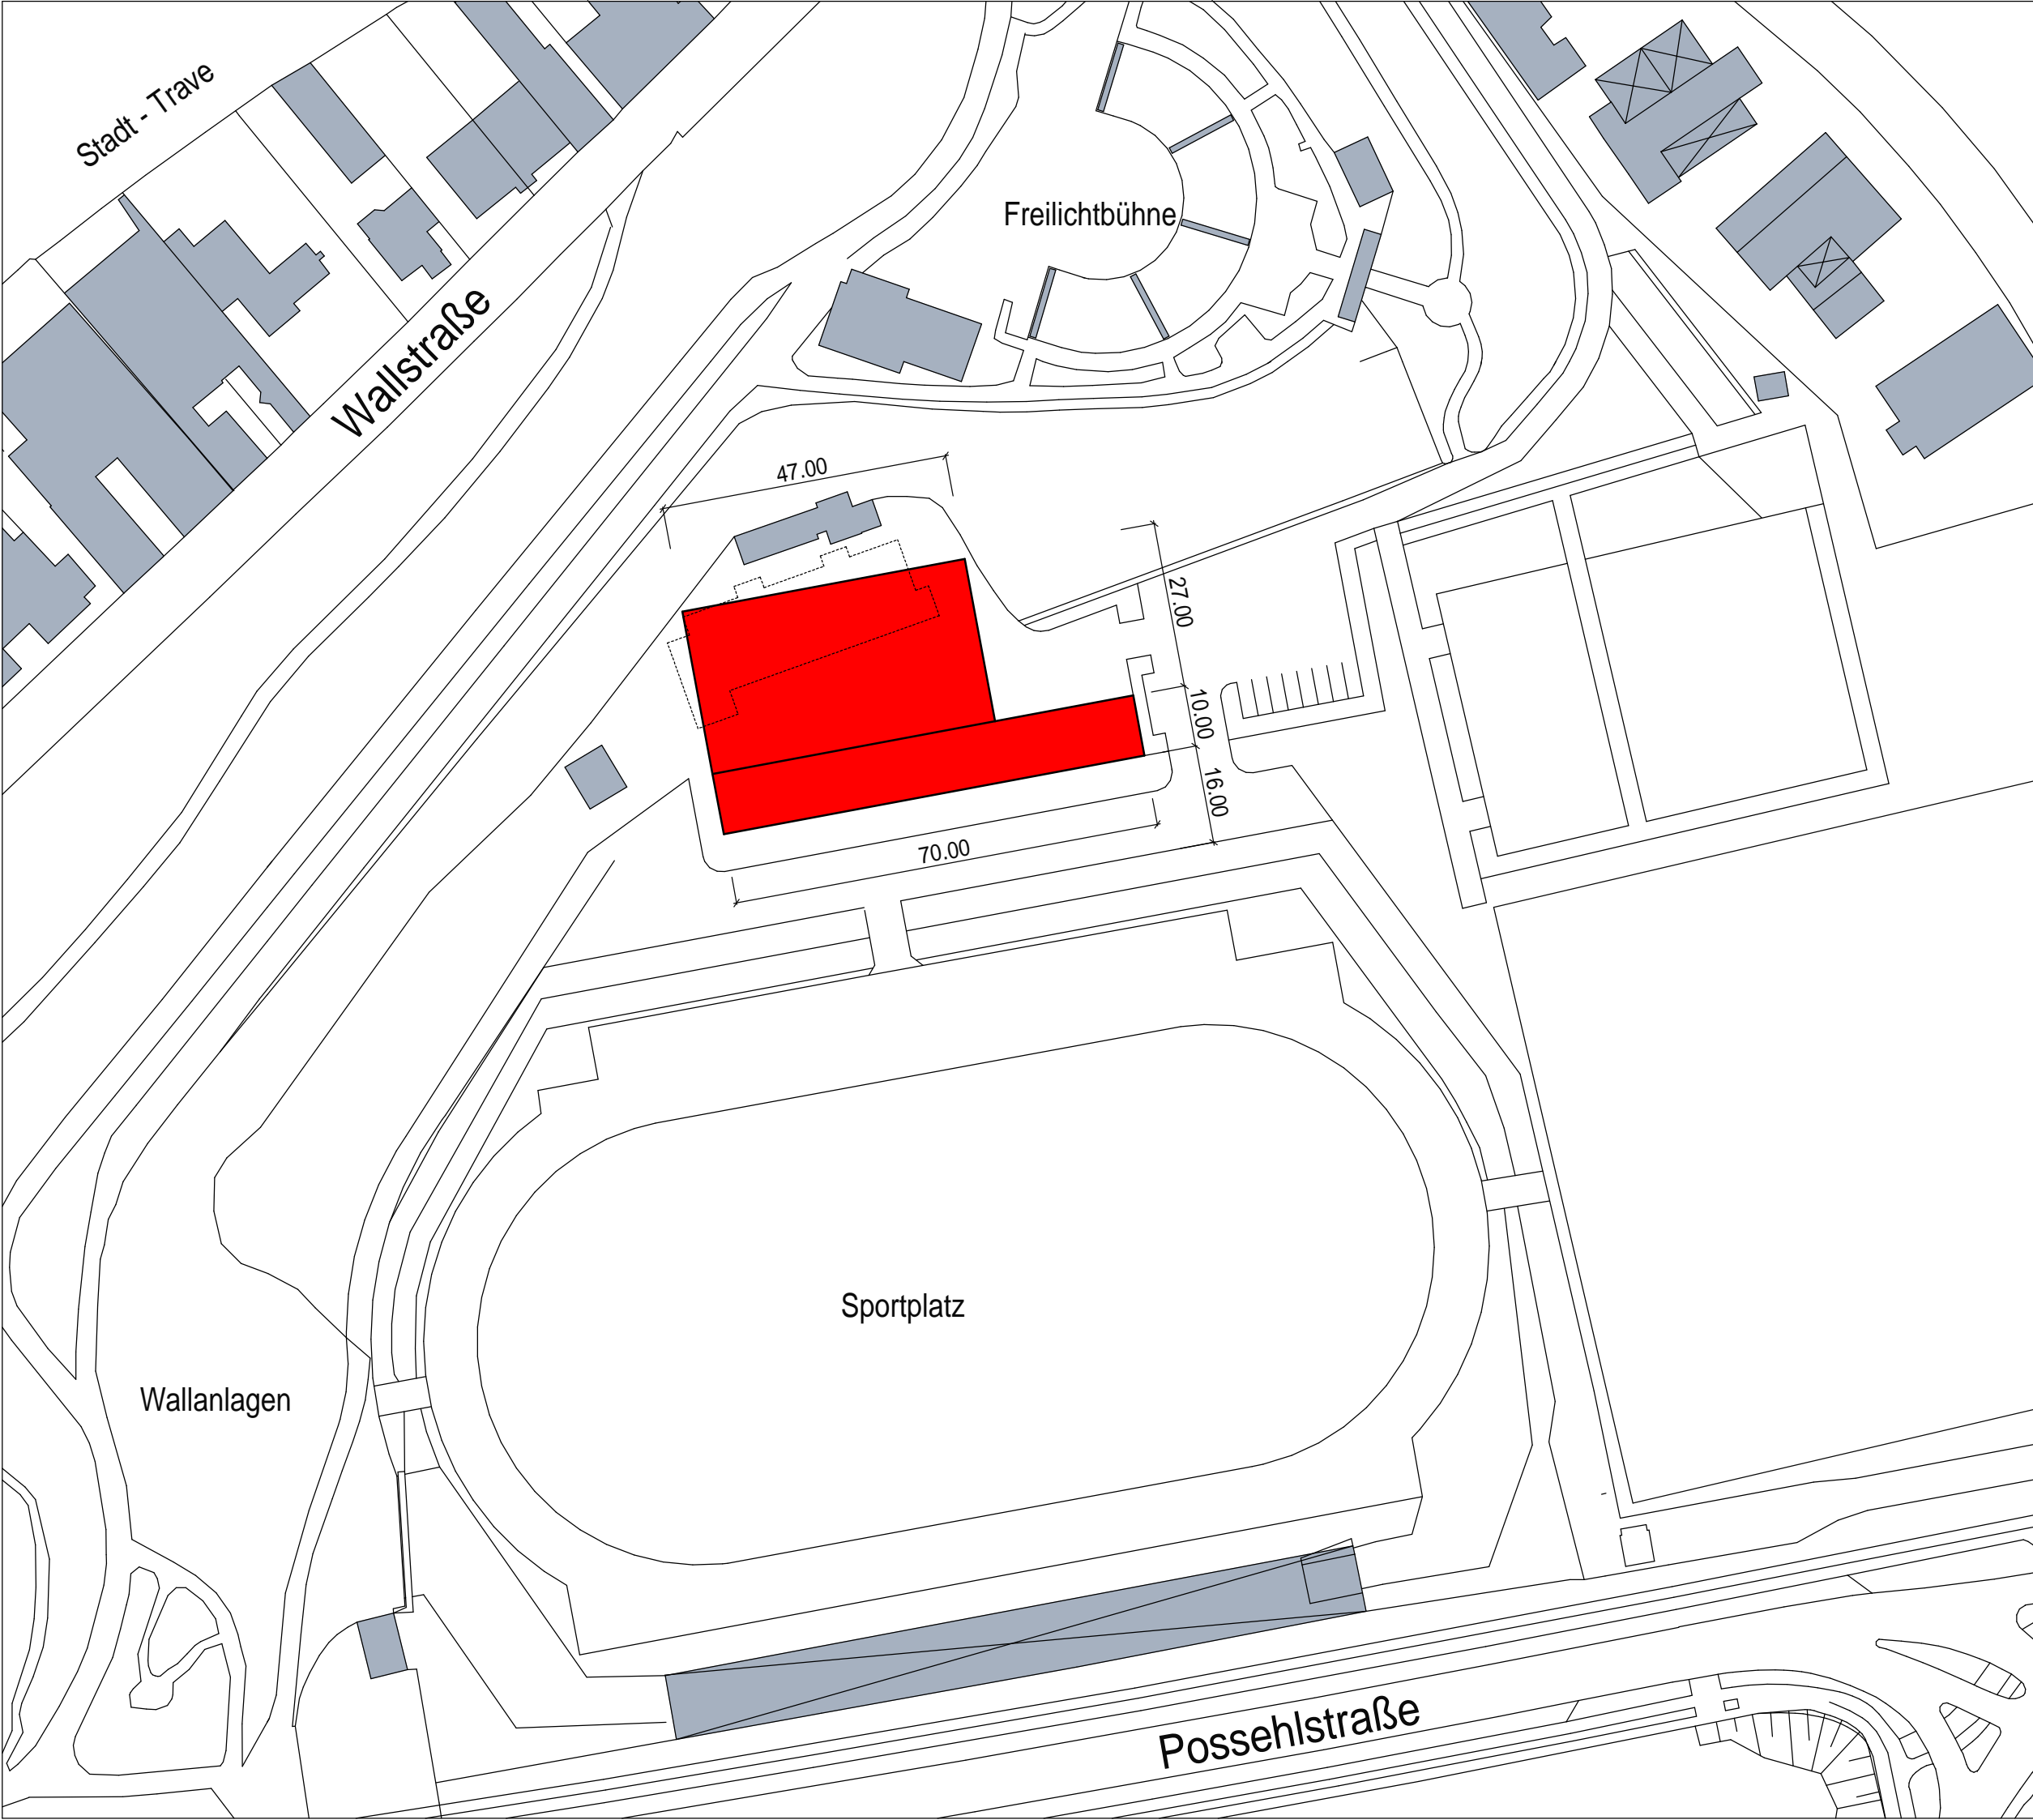 Stadt - Trave
Freilichtbühne
Wallstraße
47.00
27.00
10.00
16.00
70.00
Sportplatz
Wallanlagen
Possehlstraße